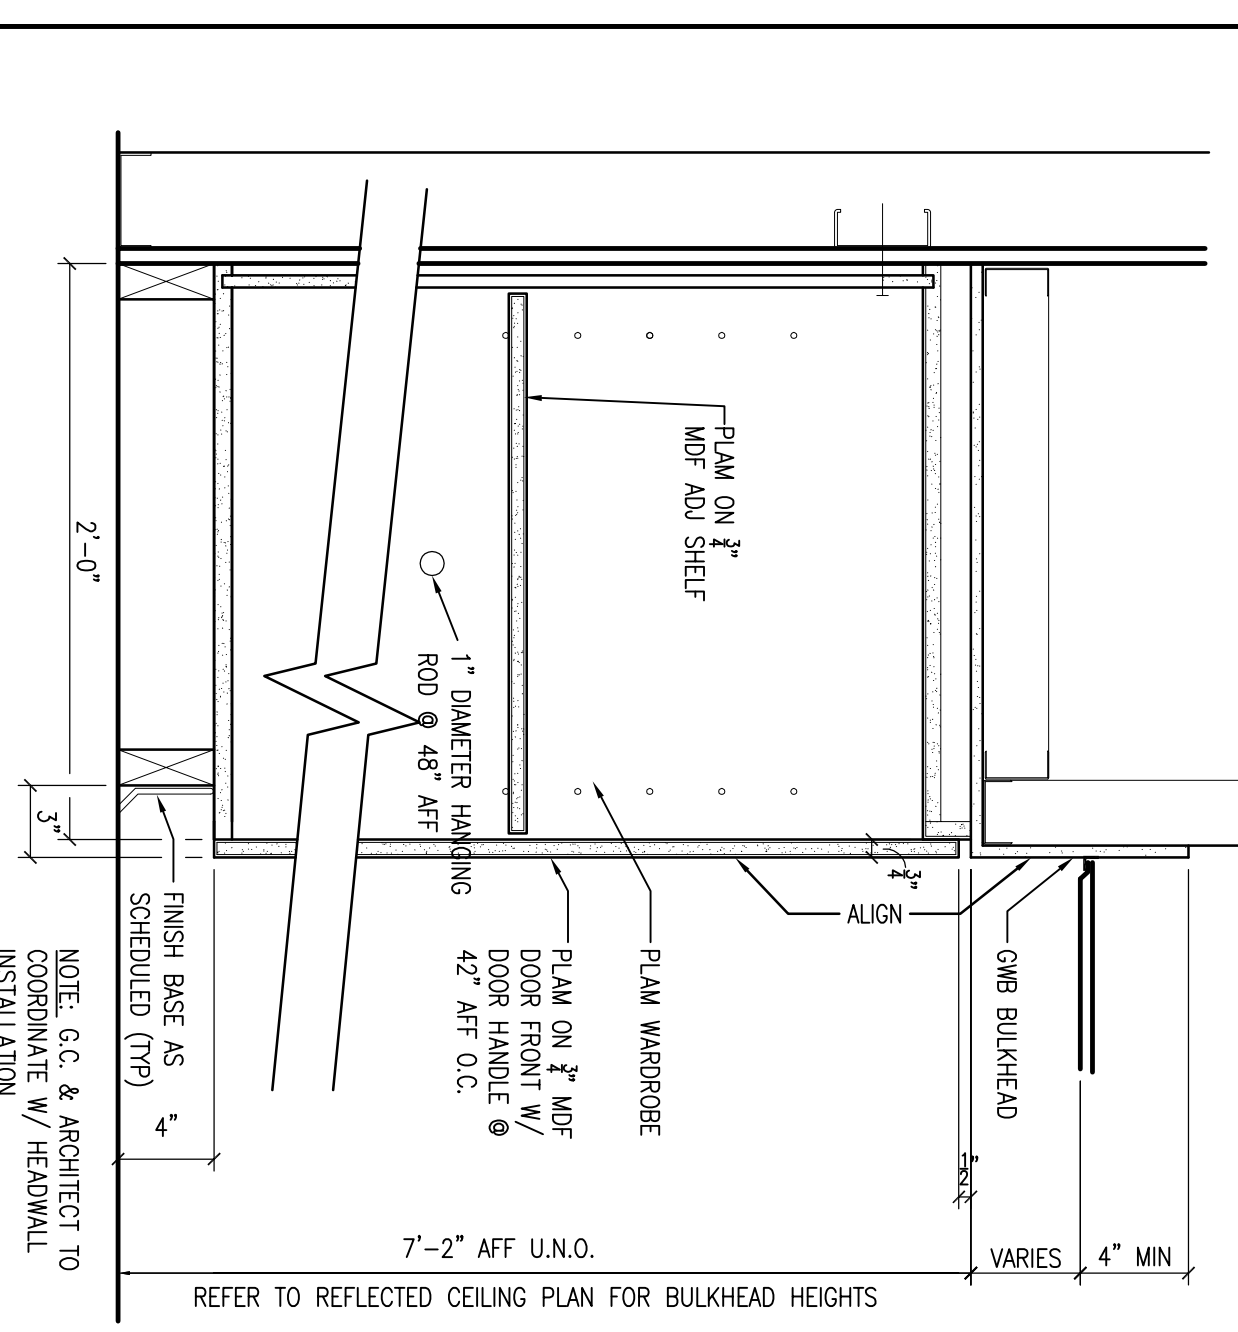 PLAM ON 3/4"
MDF ADJ SHELF
2'-0"
1" DIAMETER HANGING
ROD @ 48" AFF
3"
3/4"
ALIGN
FINISH BASE AS
SCHEDULED (TYP)
PLAM ON 3/4" MDF
DOOR FRONT W/
DOOR HANDLE @
42" AFF O.C.
PLAM WARDROBE
GWB BULKHEAD
NOTE: G.C. & ARCHITECT TO
COORDINATE W/ HEADWALL
INSTALLATION
4"
1/2"
7'-2" AFF U.N.O.
VARIES
4" MIN
REFER TO REFLECTED CEILING PLAN FOR BULKHEAD HEIGHTS